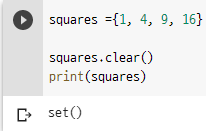 squares ={1, 4, 9, 16}
squares.clear()
print(squares)
set()